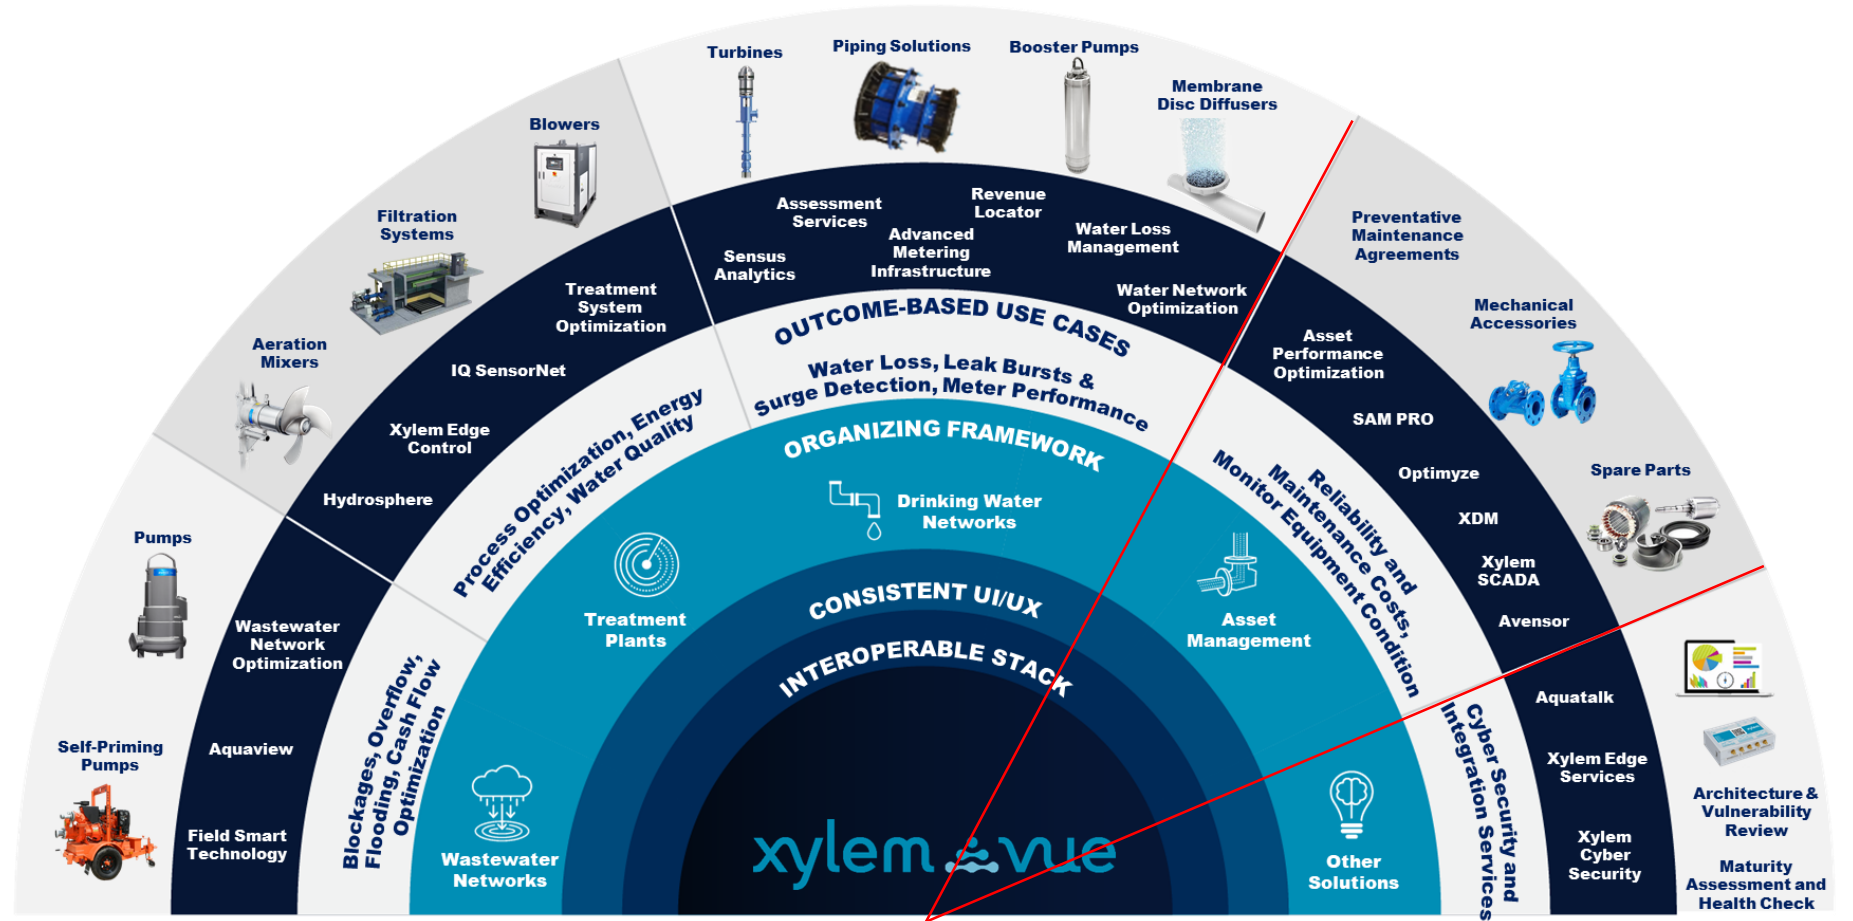 Turbines
Piping Solutions
Booster Pumps
Membrane
Disc Diffusers
Blowers
Filtration
Systems
Aeration
Mixers
Pumps
Self-Priming
Pumps
Preventative
Maintenance
Agreements
Mechanical
Accessories
Spare Parts
Architecture &
Vulnerability
Review
Maturity
Assessment and
Health Check
Assessment
Services
Revenue
Locator
Sensus
Analytics
Advanced
Metering
Infrastructure
Water Loss
Management
Water Network
Optimization
Treatment
System
Optimization
IQ SensorNet
Xylem Edge
Control
Hydrosphere
Wastewater
Network
Optimization
Aquaview
Field Smart
Technology
Asset
Performance
Optimization
SAM PRO
Optimyze
XDM
Xylem
SCADA
Avensor
Aquatalk
Xylem Edge
Services
Xylem
Cyber
Security
OUTCOME-BASED USE CASES
Water Loss, Leak Bursts &
Surge Detection, Meter Performance
Process Optimization, Energy
Efficiency, Water Quality
Blockages, Overflow,
Flooding, Cash Flow
Optimization
Reliability and
Maintenance Costs,
Monitor Equipment Condition
Cyber Security and
Integration Services
ORGANIZING FRAMEWORK
Drinking Water
Networks
Treatment
Plants
Wastewater
Networks
Asset
Management
Other
Solutions
CONSISTENT UI/UX
INTEROPERABLE STACK
xylem vue